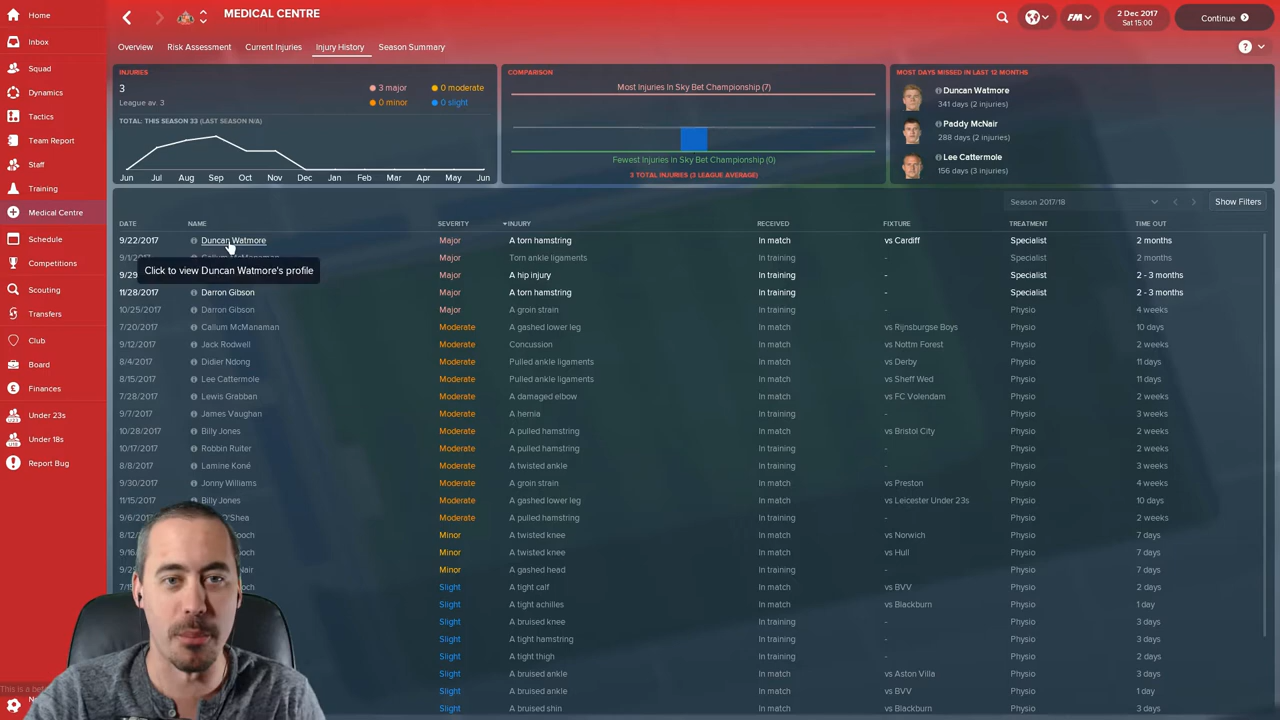 Home
MEDICAL CENTRE
FM
2 Dec 2017
Sat 15:00
Continue
Inbox
Overview Risk Assessment Current Injuries Injury History Season Summary
Squad
Dynamics
Tactics
Team Report
Staff
Training
Medical Centre
Schedule
Competitions
Scouting
Transfers
Club
Board
Finances
Under 23s
Under 18s
Report Bug
INJURIES
3
League av. 3
3 major 0 moderate
0 minor 0 slight
TOTAL: THIS SEASON 33 (LAST SEASON N/A)
Jun Jul Aug Sep Oct Nov Dec Jan Feb Mar Apr May Jun
COMPARISON
Most Injuries In Sky Bet Championship (7)
Fewest Injuries in Sky Bet Championship (0)
3 TOTAL INJURIES (3 LEAGUE AVERAGE)
MOST DAYS MISSED IN LAST 12 MONTHS
Duncan Watmore
341 days (2 injuries)
Paddy McNair
288 days (2 injuries)
Lee Cattermole
156 days (3 injuries)
Season 2017/18
Show Filters
DATE NAME SEVERITY INJURY RECEIVED FIXTURE TREATMENT TIME OUT
9/22/2017 Duncan Watmore Major A torn hamstring In match vs Cardiff Specialist 2 months
Major Torn ankle ligaments In training - Physio 2 months
Click to view Duncan Watmore's profile
Major A hip injury In training - Specialist 2 - 3 months
11/28/2017 Darron Gibson Major A torn hamstring In training - Specialist 2 - 3 months
10/25/2017 Darron Gibson Major A groin strain In training - Physio 4 weeks
7/20/2017 Callum McManaman Moderate A gashed lower leg In match vs Rijnsburgse Boys Physio 10 days
9/12/2017 Jack Rodwell Moderate Concussion In match vs Nottm Forest Physio 2 weeks
8/4/2017 Didier Ndong Moderate Pulled ankle ligaments In match vs Derby Physio 11 days
8/15/2017 Lee Cattermole Moderate Pulled ankle ligaments In match vs Sheff Wed Physio 11 days
7/28/2017 Lewis Grabban Moderate A damaged elbow In match vs FC Volendam Physio 2 weeks
9/7/2017 James Vaughan Moderate A hernia In training - Physio 3 weeks
10/28/2017 Billy Jones Moderate A pulled hamstring In match vs Bristol City Physio 2 weeks
10/17/2017 Robbin Ruiter Moderate A pulled hamstring In training - Physio 2 weeks
8/8/2017 Lamine Koné Moderate A twisted ankle In training - Physio 3 weeks
9/30/2017 Jonny Williams Moderate A groin strain In match vs Preston Physio 4 weeks
11/15/2017 Billy Jones Moderate A gashed lower leg In match vs Leicester Under 23s Physio 10 days
9/6/2017 O'Shea Moderate A pulled hamstring In training - Physio 2 weeks
8/12/ ooch Minor A twisted knee In match vs Norwich Physio 7 days
9/16/ ooch Minor A twisted knee In match vs Hull Physio 7 days
Nair Minor A gashed head In training - Physio 7 days
ooch Slight A tight calf In match vs BVV Physio 2 days
Slight A tight achilles In match vs Blackburn Physio 1 day
Slight A bruised knee In training - Physio 3 days
Slight A tight hamstring In training - Physio 3 days
Slight A tight thigh In training - Physio 2 days
Slight A bruised ankle In match vs Aston Villa Physio 3 days
Slight A bruised ankle In match vs BVV Physio 1 day
Slight A bruised shin In match vs Blackburn Physio 3 days
This is a be